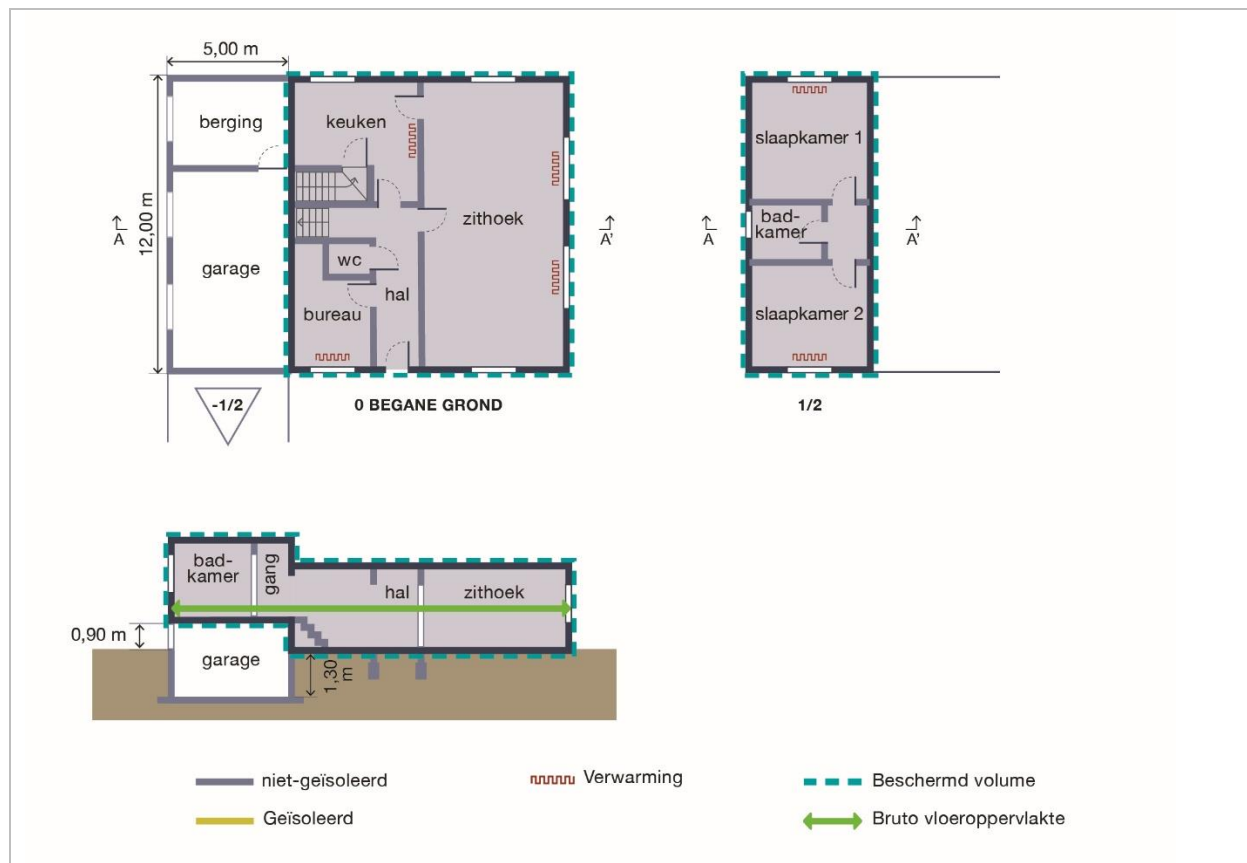 5,00 m
12,00 m
berging
keuken
garage
wc
hal
bureau
zithoek
A
A'
-1/2
0 BEGANE GROND
slaapkamer 1
bad-
kamer
slaapkamer 2
A
A'
1/2
bad-
kamer
gang
hal
zithoek
0,90 m
garage
1,30
m
niet-geïsoleerd
Verwarming
Beschermd volume
Geïsoleerd
Bruto vloeroppervlakte